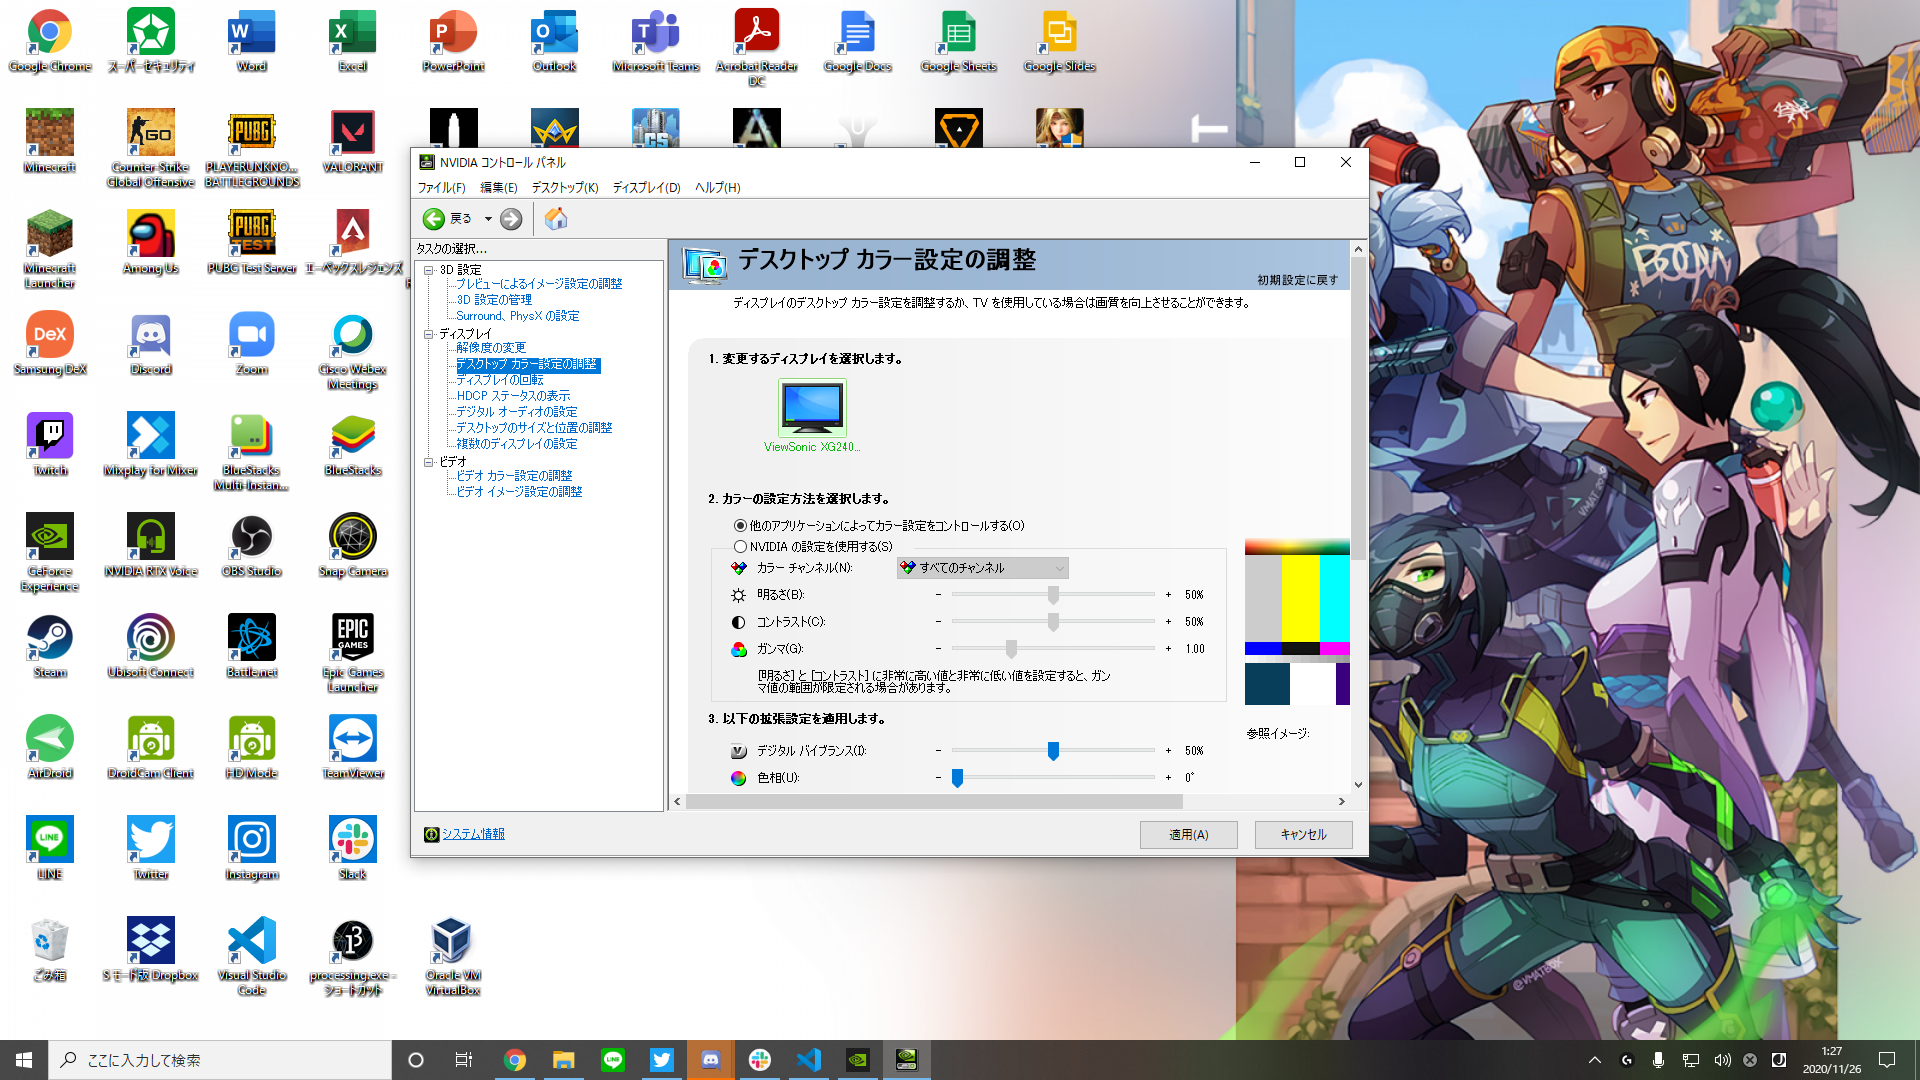 Google Chrome
スーパーセキュリティ
Word
Excel
PowerPoint
Outlook
Microsoft Teams
Acrobat Reader
DC
Google Docs
Google Sheets
Google Slides
Minecraft
Counter-Strike
Global Offensive
PLAYERUNKNO...
BATTLEGROUNDS
VALORANT
Minecraft
Launcher
Among Us
PUBG Test Server
エーペックスレジェンズ
Samsung DeX
Discord
Zoom
Cisco Webex
Meetings
Twitch
Mixplay for Mixer
BlueStacks
Multi-Instan...
BlueStacks
GeForce
Experience
NVIDIA RTX Voice
OBS Studio
Snap Camera
Steam
Ubisoft Connect
Battle.net
Epic Games
Launcher
AirDroid
DroidCam Client
HD Mode
TeamViewer
LINE
Twitter
Instagram
Slack
ごみ箱
S モード版 Dropbox
Visual Studio
Code
processing.exe -
ショートカット
Oracle VM
VirtualBox
NVIDIA コントロール パネル
ファイル(F) 編集(E) デスクトップ(K) ディスプレイ(D) ヘルプ(H)
戻る
タスクの選択...
3D 設定
プレビューによるイメージ設定の調整
3D 設定の管理
Surround、PhysX の設定
ディスプレイ
解像度の変更
デスクトップ カラー設定の調整
ディスプレイの回転
HDCP ステータスの表示
デジタル オーディオの設定
デスクトップのサイズと位置の調整
複数のディスプレイの設定
ビデオ
ビデオ カラー設定の調整
ビデオ イメージ設定の調整
システム情報
デスクトップ カラー設定の調整
初期設定に戻す
ディスプレイのデスクトップ カラー設定を調整するか、TV を使用している場合は画質を向上させることができます。
1. 変更するディスプレイを選択します。
ViewSonic XG240...
2. カラーの設定方法を選択します。
他のアプリケーションによってカラー設定をコントロールする(O)
NVIDIA の設定を使用する(S)
カラー チャンネル(N): すべてのチャンネル
明るさ(B): - + 50%
コントラスト(C): - + 50%
ガンマ(G): - + 1.00
[明るさ] と [コントラスト] に非常に高い値と非常に低い値を設定すると、ガン
マ値の範囲が限定される場合があります。
3. 以下の拡張設定を適用します。
デジタル バイブランス(I): - + 50%
色相(U): - + 0°
参照イメージ:
適用(A) キャンセル
@VMATBOX
ここに入力して検索
1:27
2020/11/26